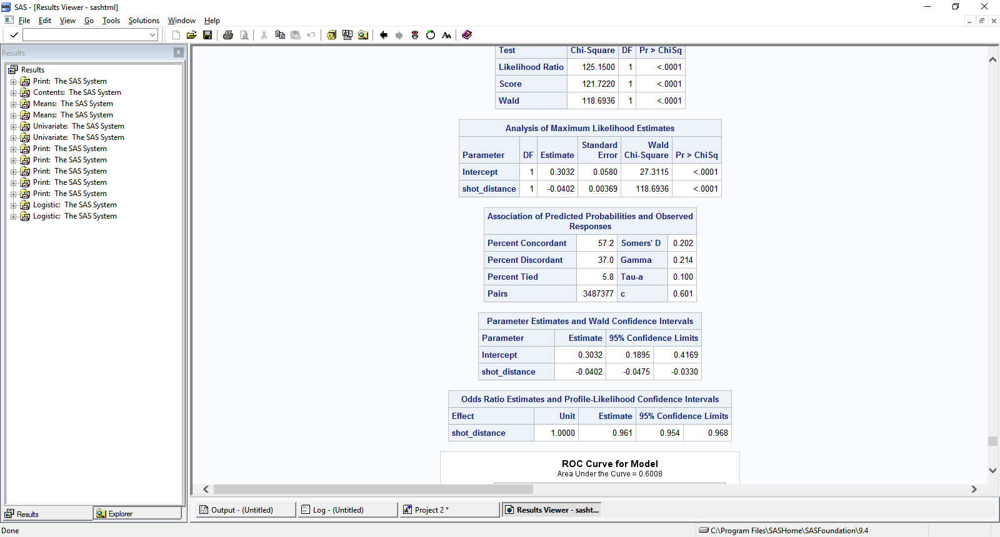 SAS - [Results Viewer - sashtml]
File Edit View Go Tools Solutions Window Help
Results
Results
Print: The SAS System
Contents: The SAS System
Means: The SAS System
Means: The SAS System
Univariate: The SAS System
Univariate: The SAS System
Print: The SAS System
Print: The SAS System
Print: The SAS System
Print: The SAS System
Print: The SAS System
Logistic: The SAS System
Logistic: The SAS System
Results Explorer
Test Chi-Square DF Pr > ChiSq
Likelihood Ratio 125.1500 1 <.0001
Score 121.7220 1 <.0001
Wald 118.6936 1 <.0001
Analysis of Maximum Likelihood Estimates
Parameter DF Estimate Standard Error Wald Chi-Square Pr > ChiSq
Intercept 1 0.3032 0.0580 27.3115 <.0001
shot_distance 1 -0.0402 0.00369 118.6936 <.0001
Association of Predicted Probabilities and Observed
Responses
Percent Concordant 57.2 Somers' D 0.202
Percent Discordant 37.0 Gamma 0.214
Percent Tied 5.8 Tau-a 0.100
Pairs 3487377 c 0.601
Parameter Estimates and Wald Confidence Intervals
Parameter Estimate 95% Confidence Limits
Intercept 0.3032 0.1895 0.4169
shot_distance -0.0402 -0.0475 -0.0330
Odds Ratio Estimates and Profile-Likelihood Confidence Intervals
Effect Unit Estimate 95% Confidence Limits
shot_distance 1.0000 0.961 0.954 0.968
ROC Curve for Model
Area Under the Curve = 0.6008
Output - (Untitled) Log - (Untitled) Project 2 * Results Viewer - sasht...
Done C:\Program Files\SASHome\SASFoundation\9.4